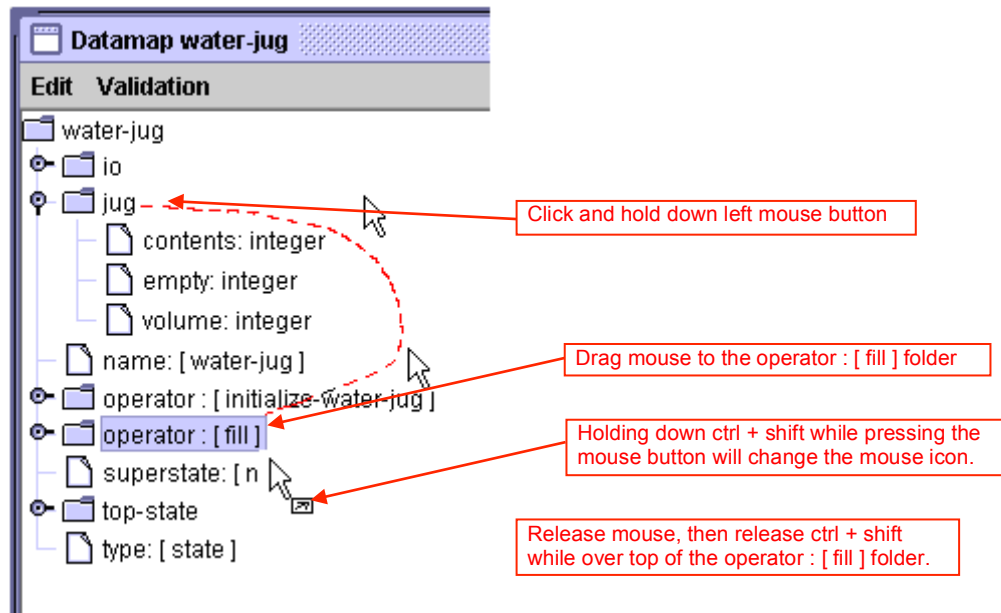 Datamap water-jug
Edit Validation
water-jug
io
jug
Click and hold down left mouse button
contents: integer
empty: integer
volume: integer
name: [ water-jug ]
Drag mouse to the operator : [ fill ] folder
operator : [ initialize-water-jug ]
operator : [ fill ]
Holding down ctrl + shift while pressing the
mouse button will change the mouse icon.
superstate: [ n
top-state
Release mouse, then release ctrl + shift
while over top of the operator : [ fill ] folder.
type: [ state ]